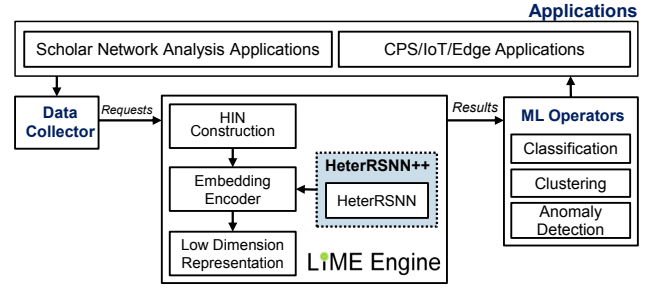 Applications
Scholar Network Analysis Applications
CPS/IoT/Edge Applications
Data
Collector
Requests
HIN
Construction
Embedding
Encoder
Low Dimension
Representation
HeterRSNN++
HeterRSNN
LiME Engine
Results
ML Operators
Classification
Clustering
Anomaly
Detection